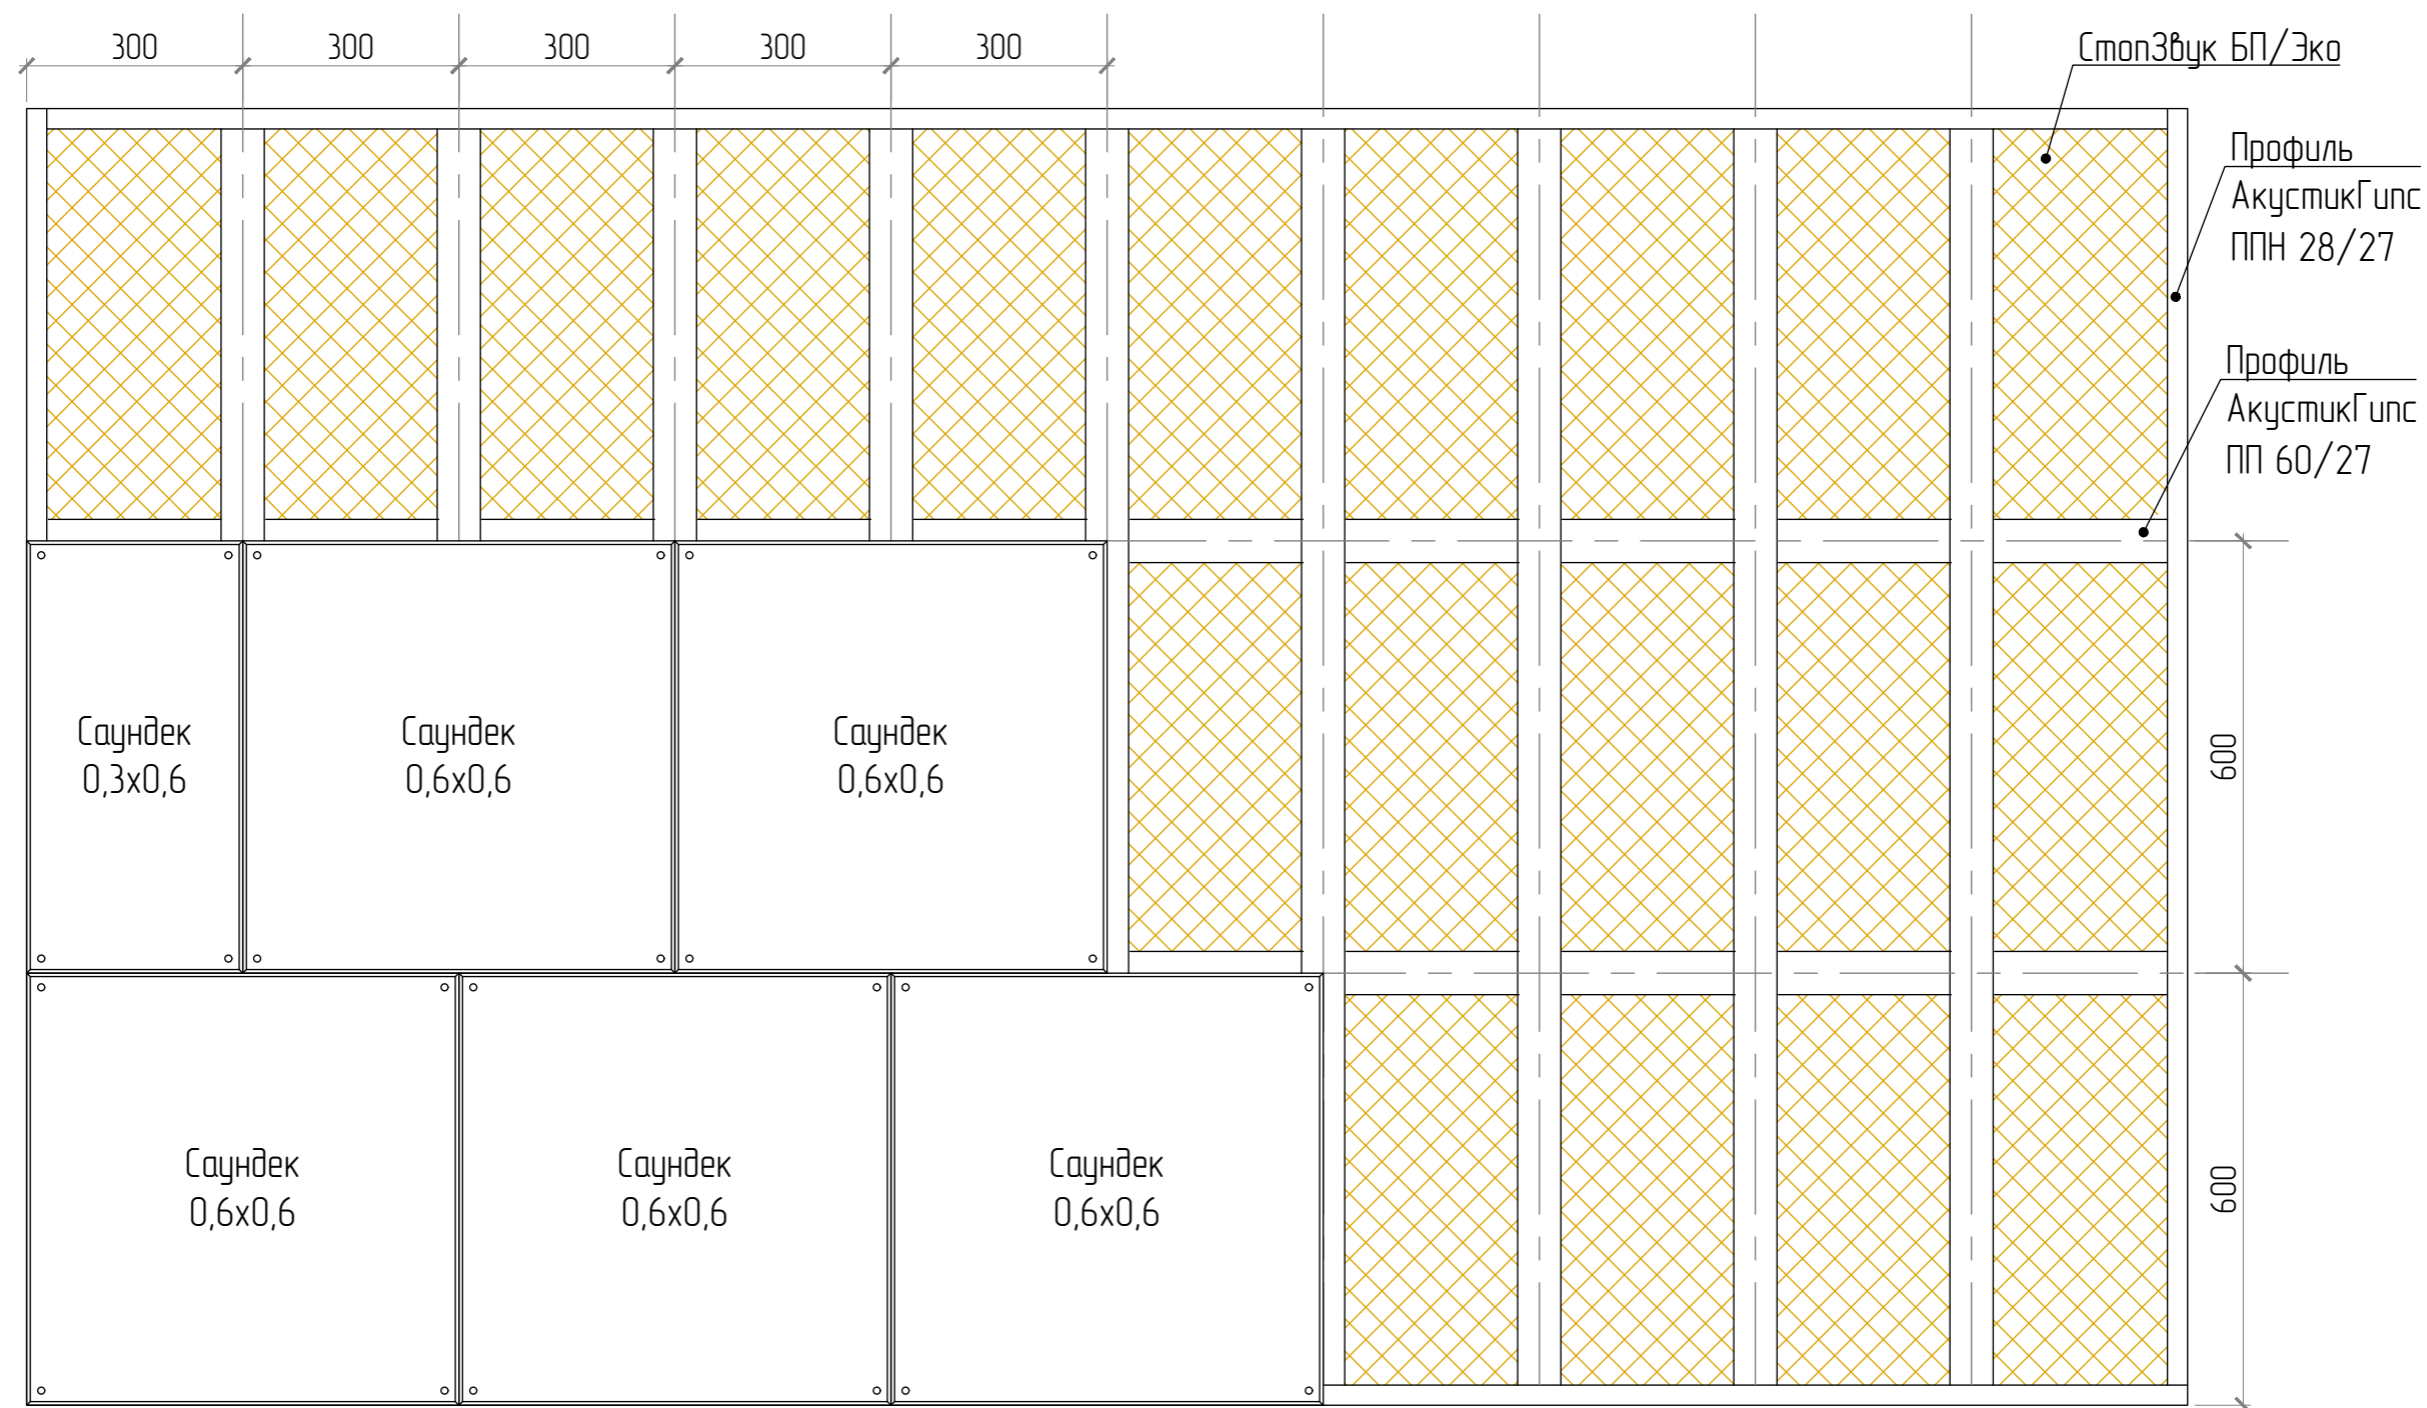 300
300
300
300
300
СтопЗвук БП/Эко
Профиль
АкустикГипс
ППН 28/27
Профиль
АкустикГипс
ПП 60/27
Саундек
0,3х0,6
Саундек
0,6х0,6
Саундек
0,6х0,6
600
Саундек
0,6х0,6
Саундек
0,6х0,6
Саундек
0,6х0,6
600